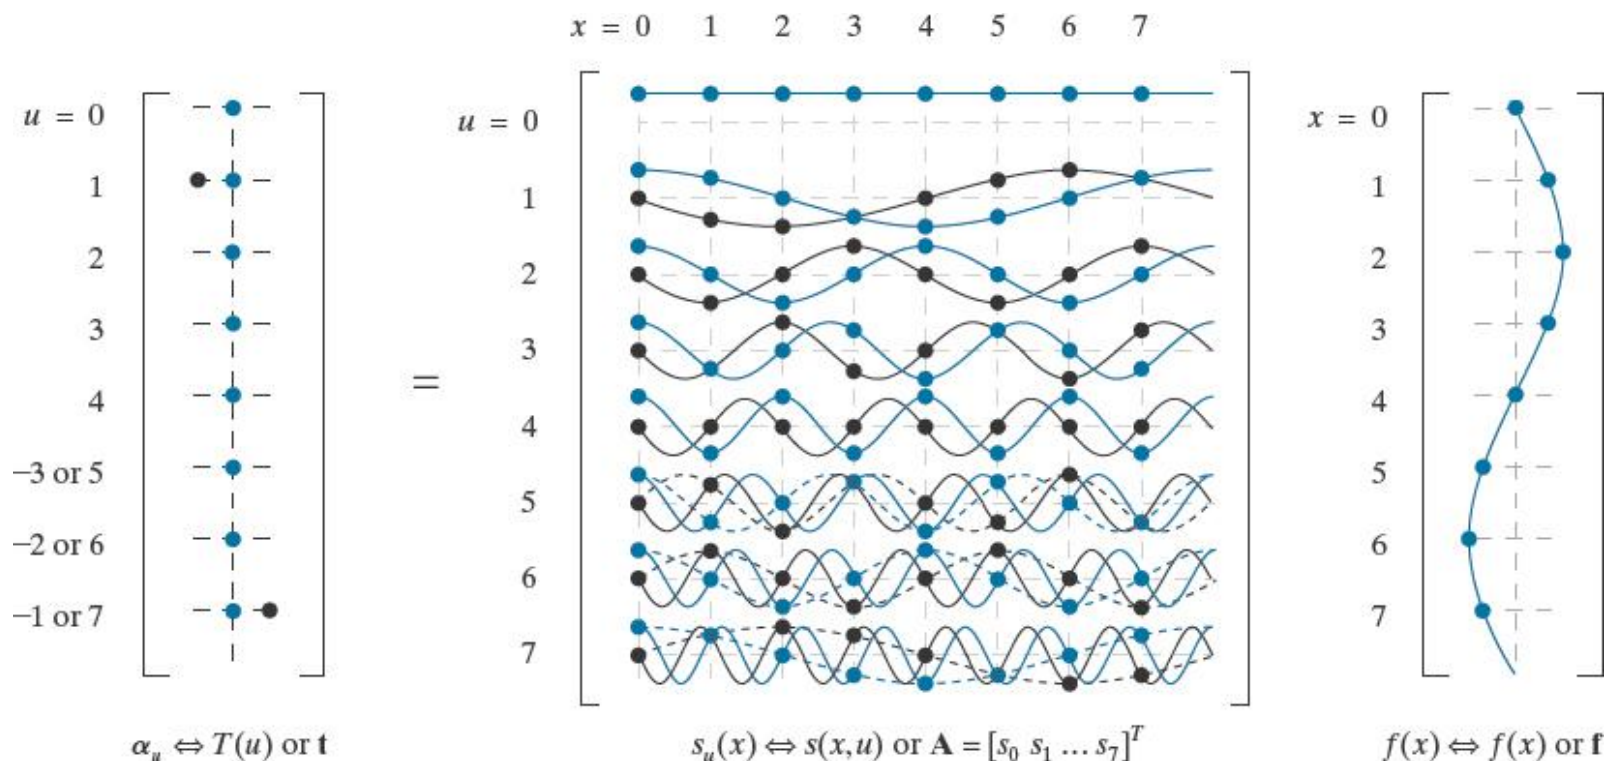 x = 0 1 2 3 4 5 6 7
u = 0
1
2
3
4
−3 or 5
−2 or 6
−1 or 7
=
u = 0
1
2
3
4
5
6
7
x = 0
1
2
3
4
5
6
7
α_u ⇔ T(u) or t
s_u(x) ⇔ s(x,u) or A = [s_0 s_1 … s_7]^T
f(x) ⇔ f(x) or f